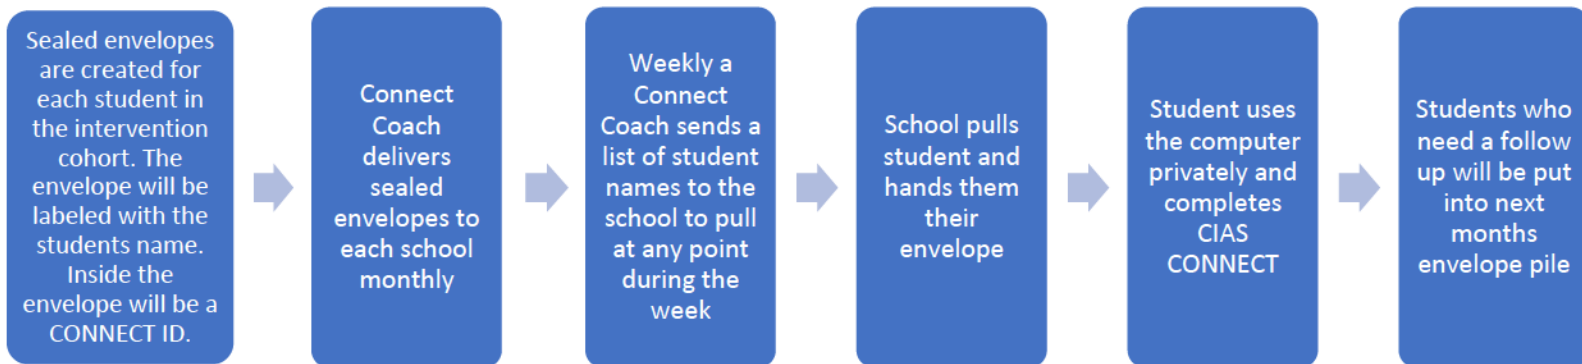 Sealed envelopes
are created for
each student in
the intervention
cohort. The
envelope will be
labeled with the
students name.
Inside the
envelope will be a
CONNECT ID.
Connect
Coach
delivers
sealed
envelopes to
each school
monthly
Weekly a
Connect
Coach sends a
list of student
names to the
school to pull
at any point
during the
week
School pulls
student and
hands them
their
envelope
Student uses
the computer
privately and
completes
CIAS
CONNECT
Students who
need a follow
up will be put
into next
months
envelope pile